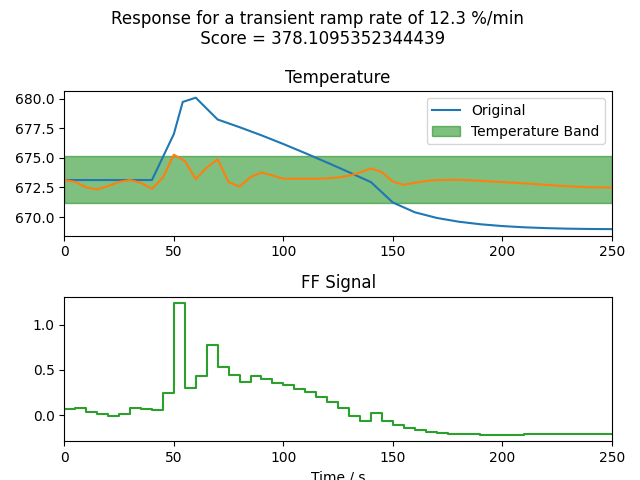 Response for a transient ramp rate of 12.3 %/min
Score = 378.1095352344439
Temperature
680.0
677.5
675.0
672.5
670.0
Original
Temperature Band
0
50
100
150
200
250
FF Signal
1.0
0.5
0.0
0
50
100
150
200
250
Time / s